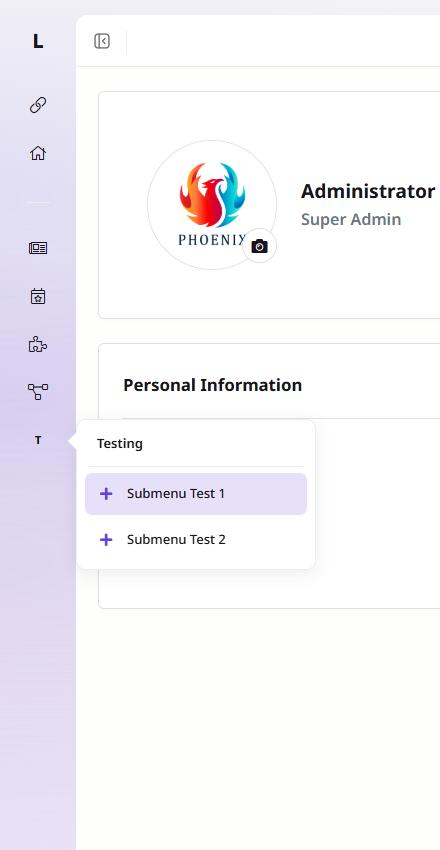 L
Administrator
Super Admin
PHOENIX
Personal Information
T
Testing
Submenu Test 1
Submenu Test 2